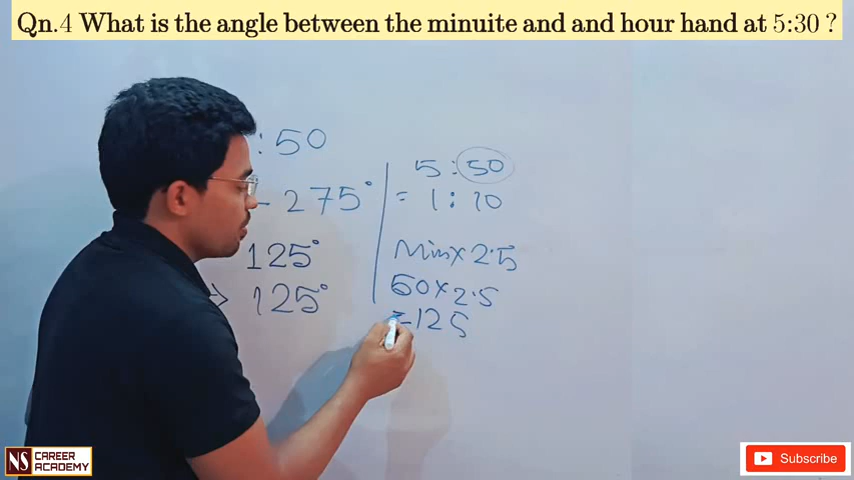 Qn.4 What is the angle between the minuite and and hour hand at 5:30 ?
: 50
- 275°
125°
→ 125°
5 : 50
= 1 : 10
Min x 2.5
50 x 2.5
= 125
NS CAREER
ACADEMY
Subscribe